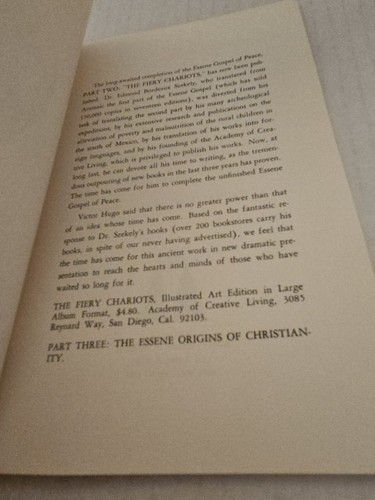 The long-awaited completion of the Essene Gospel of Peace,
PART TWO: "THE FIERY CHARIOTS," has now been pub-
lished. Dr. Edmond Bordeaux Szekely, who translated from
Aramaic the first part of the Essene Gospel (which has sold
150,000 copies in seventeen editions), was diverted from his
task of translating the second part by his many archeological
expeditions, by his extensive research and publications on the
alleviation of poverty and malnutrition of the rural children in
the south of Mexico, by his translation of his works into for-
eign languages, and by his founding of the Academy of Crea-
tive Living, which is privileged to publish his works. Now, at
long last, he can devote all his time to writing, as the tremen-
dous outpouring of new books in the last three years has proven.
The time has come for him to complete the unfinished Essene
Gospel of Peace.
Victor Hugo said that there is no greater power than that
of an idea whose time has come. Based on the fantastic re-
sponse to Dr. Szekely's books (over 200 bookstores carry his
books, in spite of our never having advertised), we feel that
the time has come for this ancient work in new dramatic pre-
sentation to reach the hearts and minds of those who have
waited so long for it.
THE FIERY CHARIOTS, Illustrated Art Edition in Large
Album Format, $4.80. Academy of Creative Living, 3085
Reynard Way, San Diego, Cal. 92103.
PART THREE: THE ESSENE ORIGINS OF CHRISTIAN-
ITY.